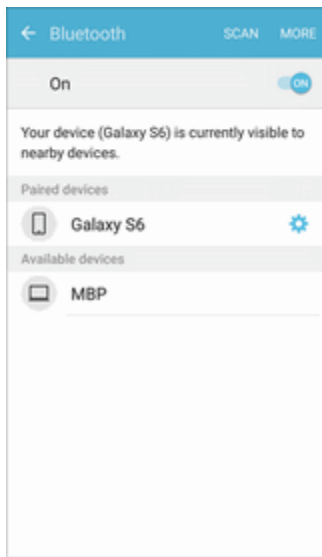 Bluetooth SCAN MORE
On ON
Your device (Galaxy S6) is currently visible to
nearby devices.
Paired devices
Galaxy S6
Available devices
MBP